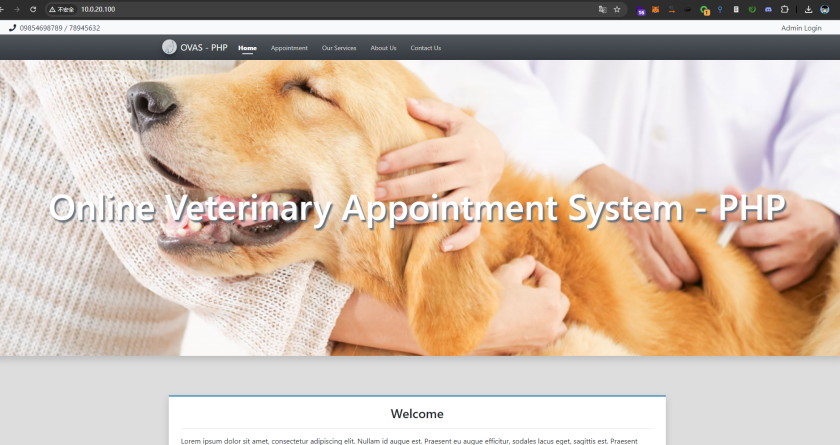 不安全 10.0.20.100
16
1
09854698789 / 78945632 Admin Login
OVAS - PHP Home Appointment Our Services About Us Contact Us
Online Veterinary Appointment System - PHP
Welcome
Lorem ipsum dolor sit amet, consectetur adipiscing elit. Nullam id augue est. Praesent eu augue efficitur, sodales lacus eget, sagittis est. Praesent